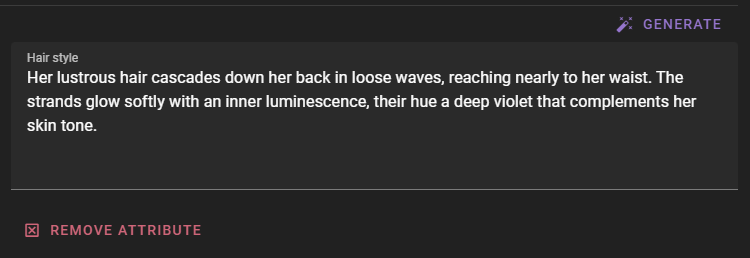 GENERATE
Hair style
Her lustrous hair cascades down her back in loose waves, reaching nearly to her waist. The
strands glow softly with an inner luminescence, their hue a deep violet that complements her
skin tone.
REMOVE ATTRIBUTE